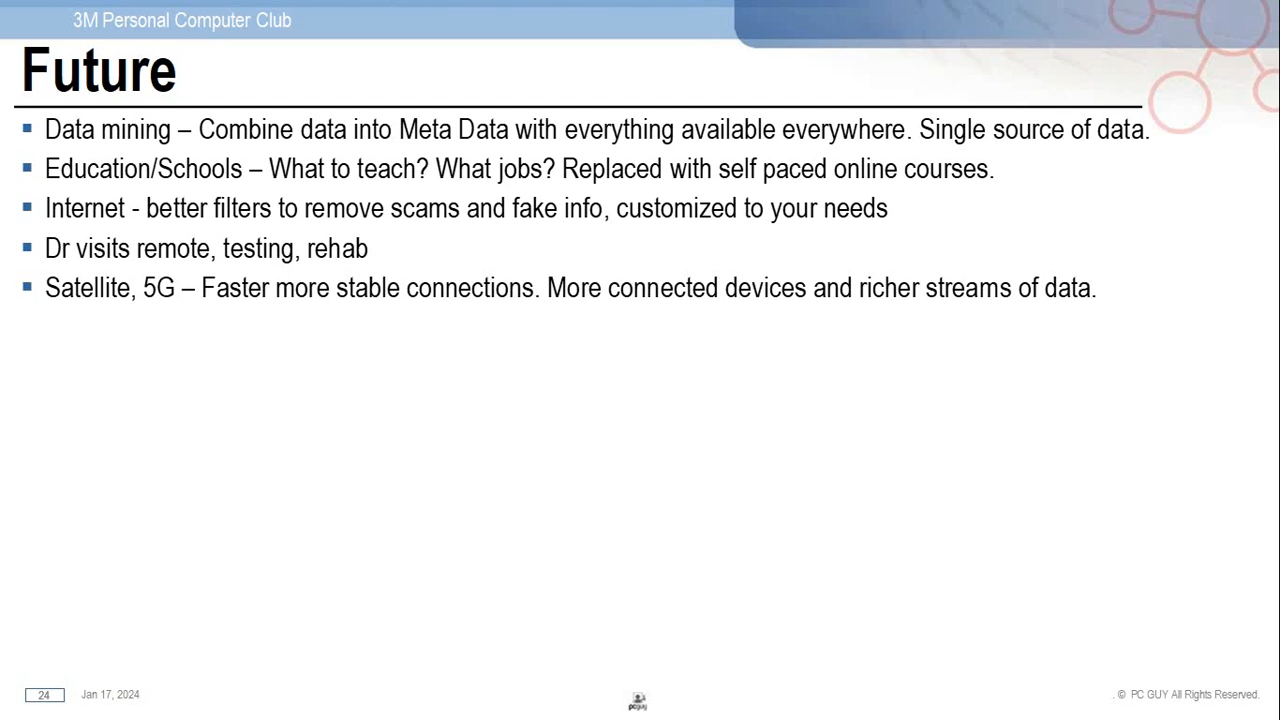 3M Personal Computer Club
Future
Data mining – Combine data into Meta Data with everything available everywhere. Single source of data.
Education/Schools – What to teach? What jobs? Replaced with self paced online courses.
Internet - better filters to remove scams and fake info, customized to your needs
Dr visits remote, testing, rehab
Satellite, 5G – Faster more stable connections. More connected devices and richer streams of data.
24
Jan 17, 2024
pcguy
. © PC GUY All Rights Reserved.